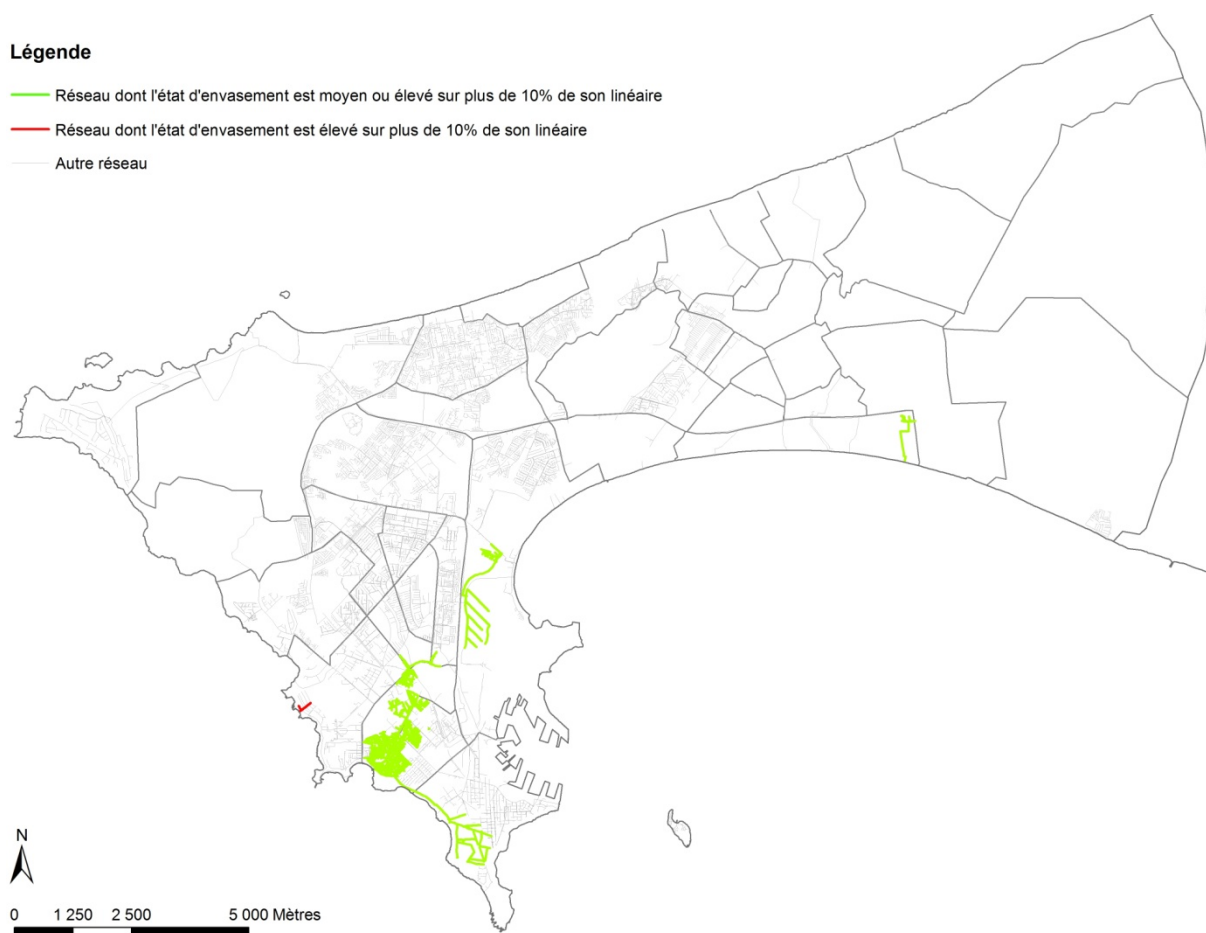 Légende
Réseau dont l'état d'envasement est moyen ou élevé sur plus de 10% de son linéaire
Réseau dont l'état d'envasement est élevé sur plus de 10% de son linéaire
Autre réseau
N
0 1 250 2 500 5 000 Mètres